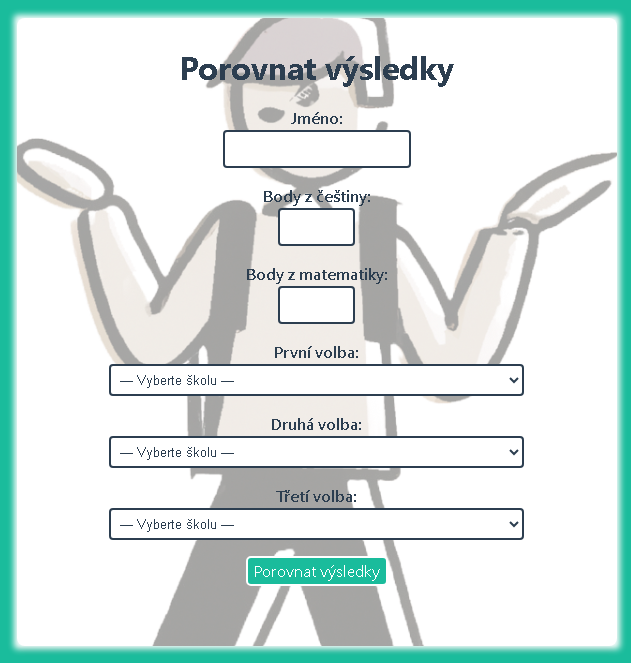 Porovnat výsledky
Jméno:
Body z češtiny:
Body z matematiky:
První volba:
— Vyberte školu —
Druhá volba:
— Vyberte školu —
Třetí volba:
— Vyberte školu —
Porovnat výsledky